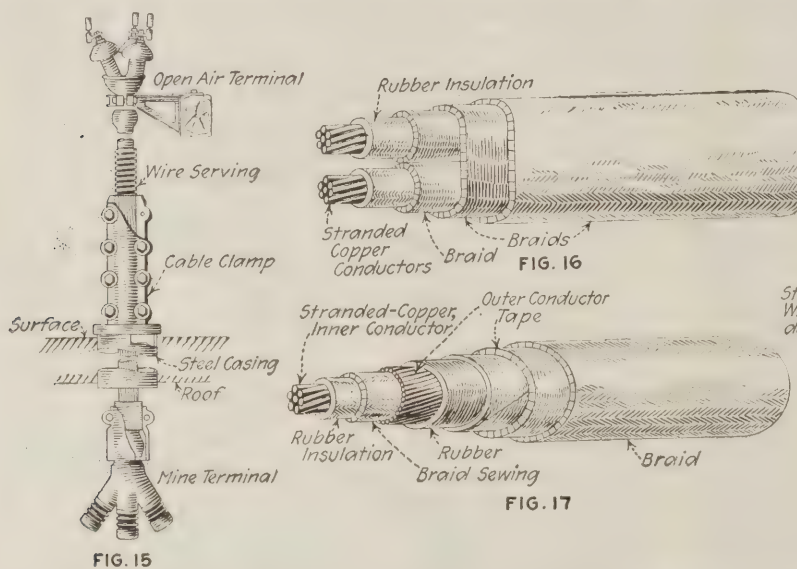 Open Air Terminal
Wire Serving
Cable Clamp
Surface
Steel Casing
Roof
Mine Terminal
FIG. 15
Rubber Insulation
Stranded
Copper
Conductors
Braid
Braids
FIG. 16
Stranded-Copper,
Inner Conductor
Outer Conductor
Tape
Rubber
Insulation
Rubber
Braid Sewing
Braid
FIG. 17